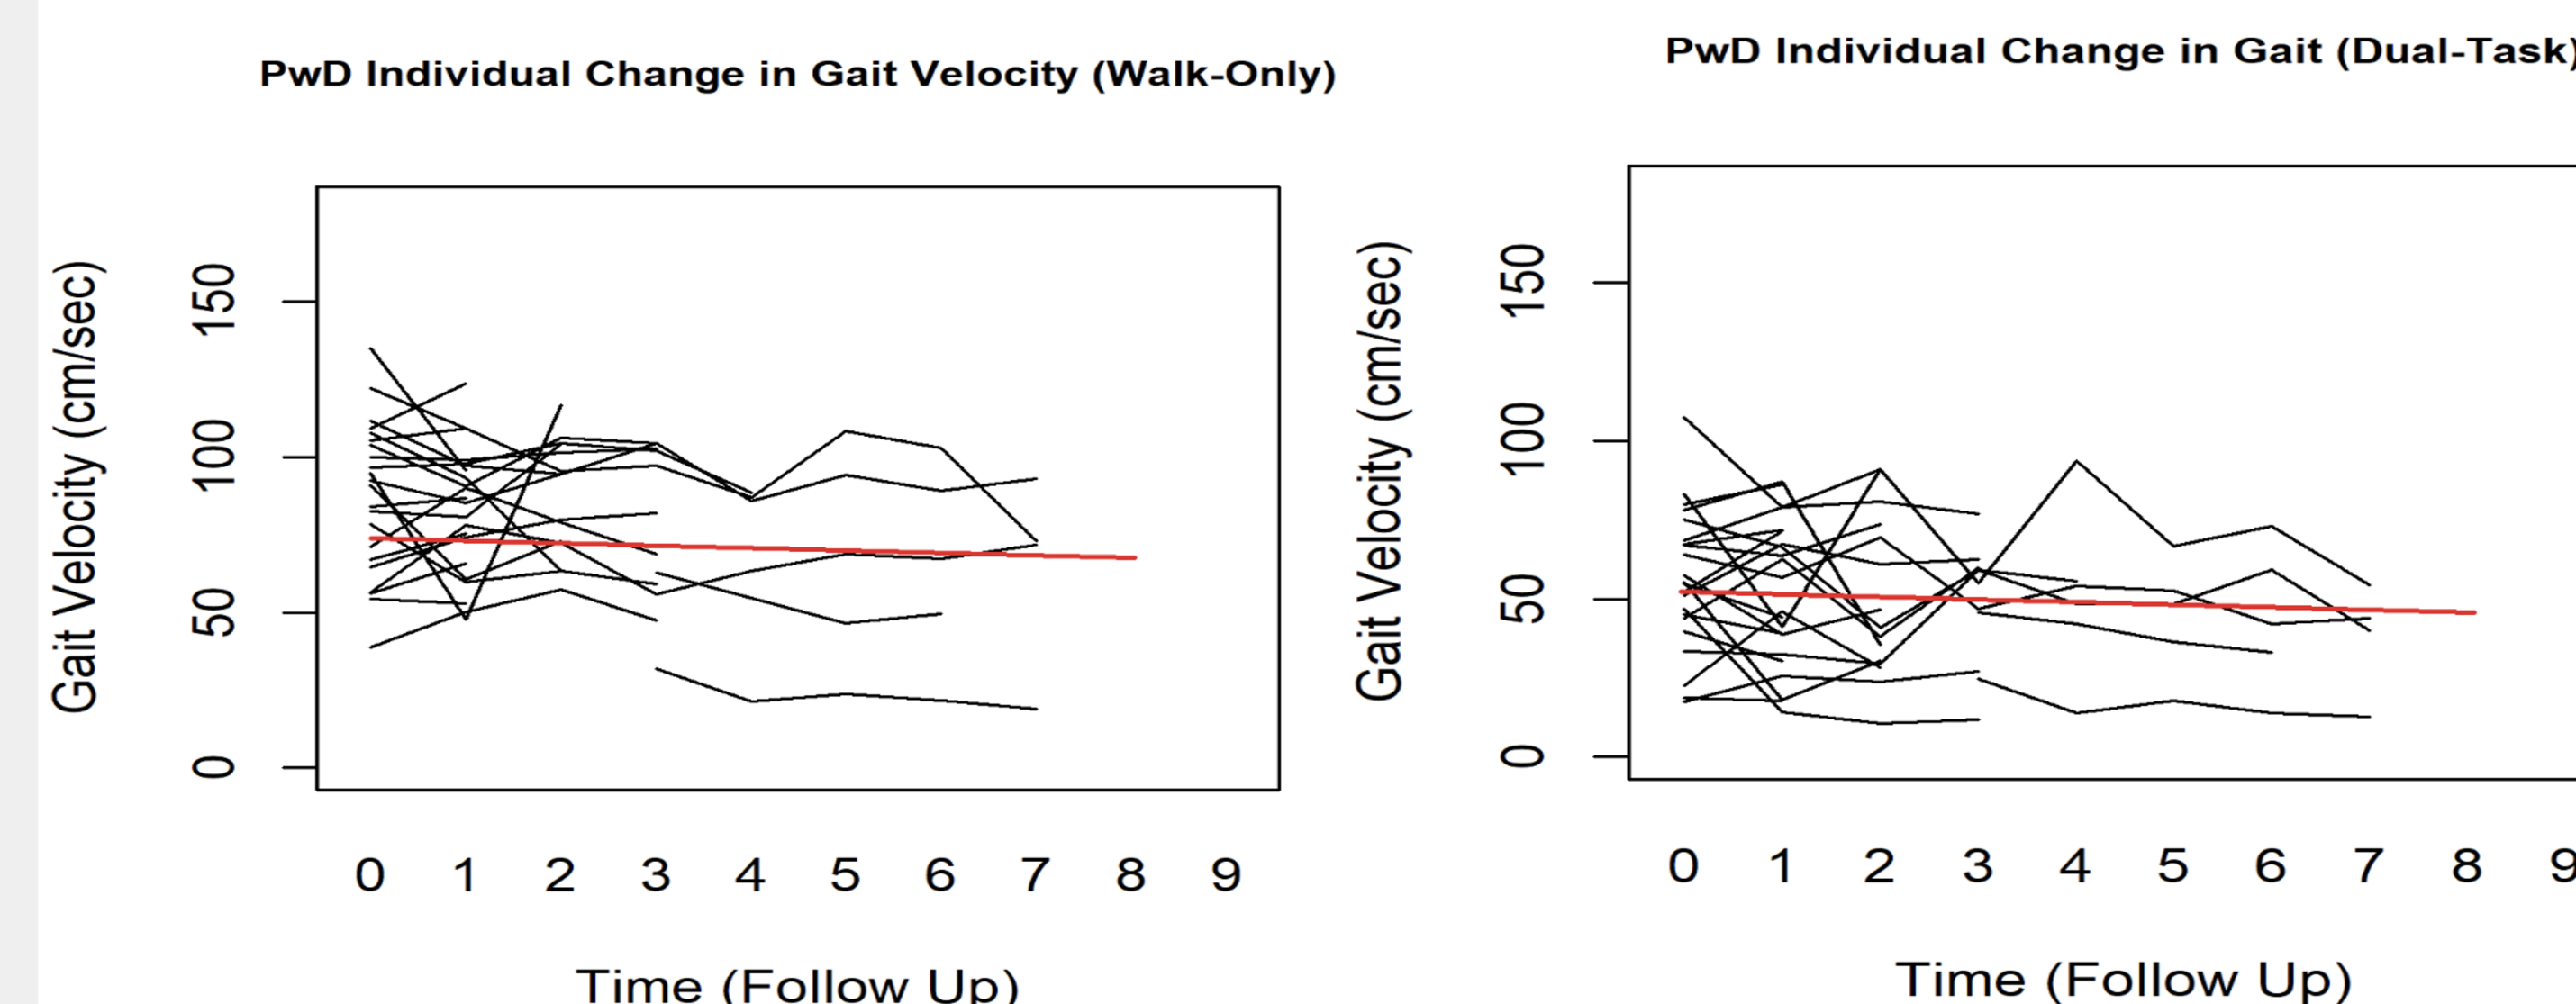 PwD Individual Change in Gait Velocity (Walk-Only)
Gait Velocity (cm/sec)
150
100
50
0
0 1 2 3 4 5 6 7 8 9
Time (Follow Up)
PwD Individual Change in Gait (Dual-Task)
Gait Velocity (cm/sec)
150
100
50
0
0 1 2 3 4 5 6 7 8 9
Time (Follow Up)